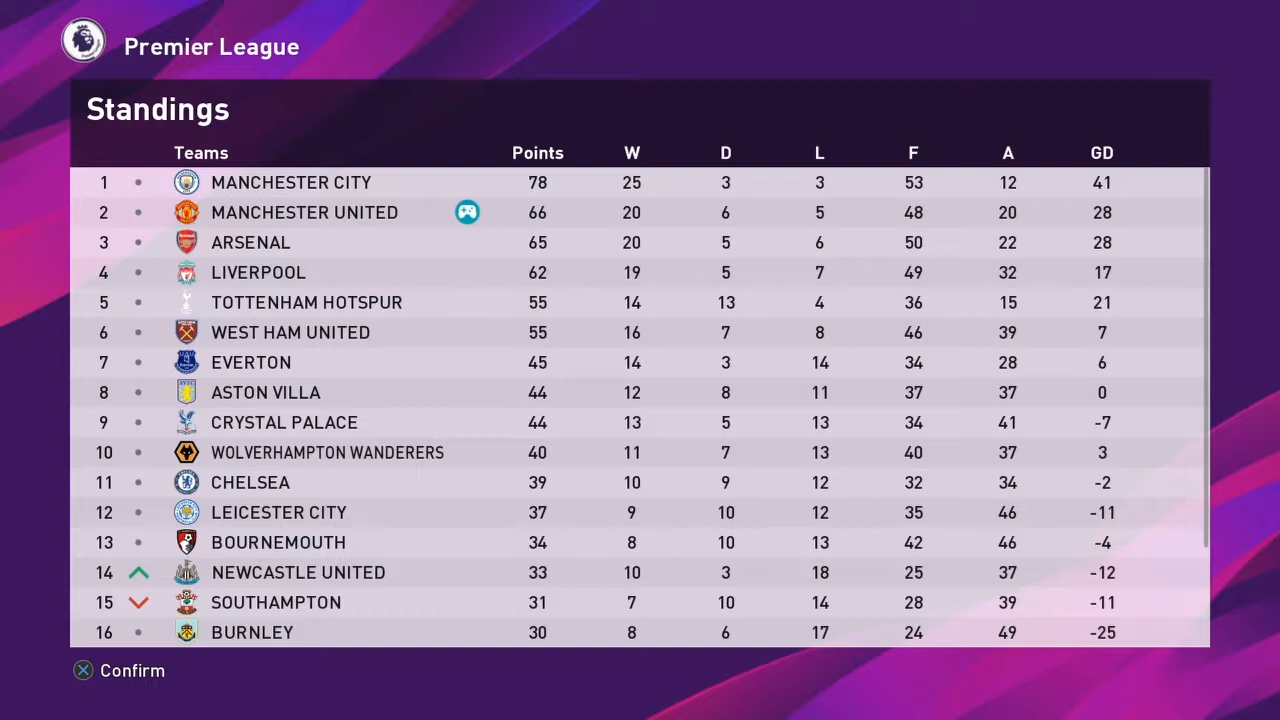 Premier League
Standings
Teams Points W D L F A GD
1 MANCHESTER CITY 78 25 3 3 53 12 41
2 MANCHESTER UNITED 66 20 6 5 48 20 28
3 ARSENAL 65 20 5 6 50 22 28
4 LIVERPOOL 62 19 5 7 49 32 17
5 TOTTENHAM HOTSPUR 55 14 13 4 36 15 21
6 WEST HAM UNITED 55 16 7 8 46 39 7
7 EVERTON 45 14 3 14 34 28 6
8 ASTON VILLA 44 12 8 11 37 37 0
9 CRYSTAL PALACE 44 13 5 13 34 41 -7
10 WOLVERHAMPTON WANDERERS 40 11 7 13 40 37 3
11 CHELSEA 39 10 9 12 32 34 -2
12 LEICESTER CITY 37 9 10 12 35 46 -11
13 BOURNEMOUTH 34 8 10 13 42 46 -4
14 NEWCASTLE UNITED 33 10 3 18 25 37 -12
15 SOUTHAMPTON 31 7 10 14 28 39 -11
16 BURNLEY 30 8 6 17 24 49 -25
Confirm